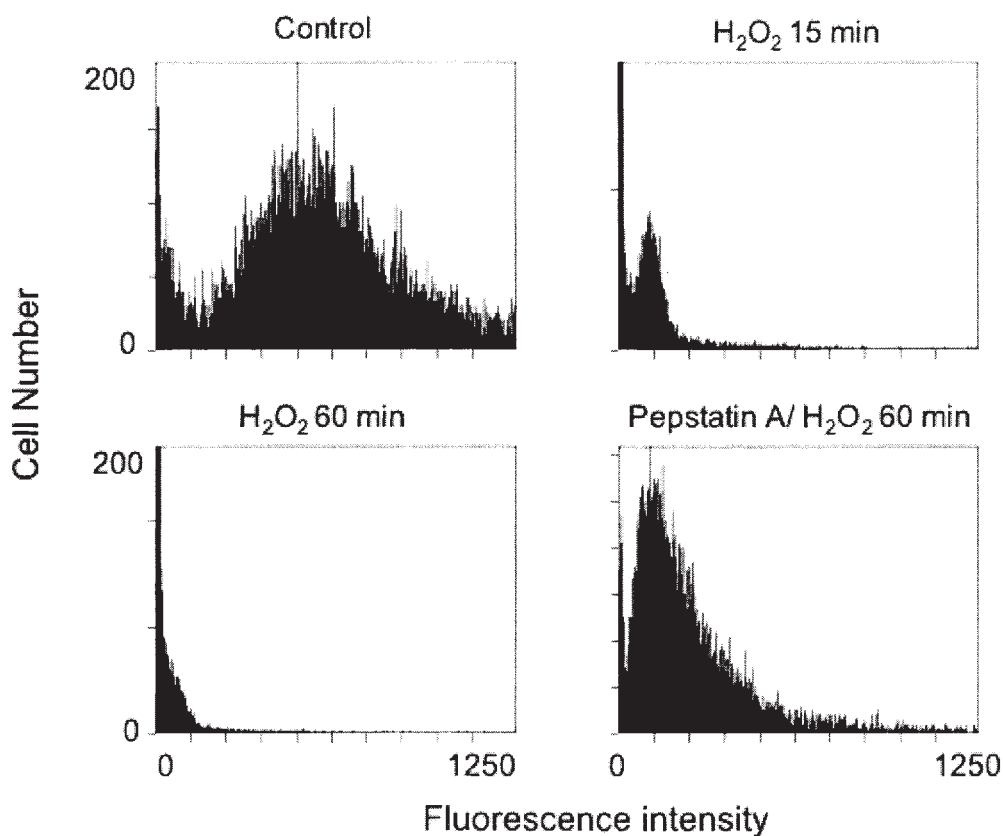 Control
H₂O₂ 15 min
200
0
H₂O₂ 60 min
Pepstatin A/ H₂O₂ 60 min
200
0
0
1250
0
1250
Cell Number
Fluorescence intensity